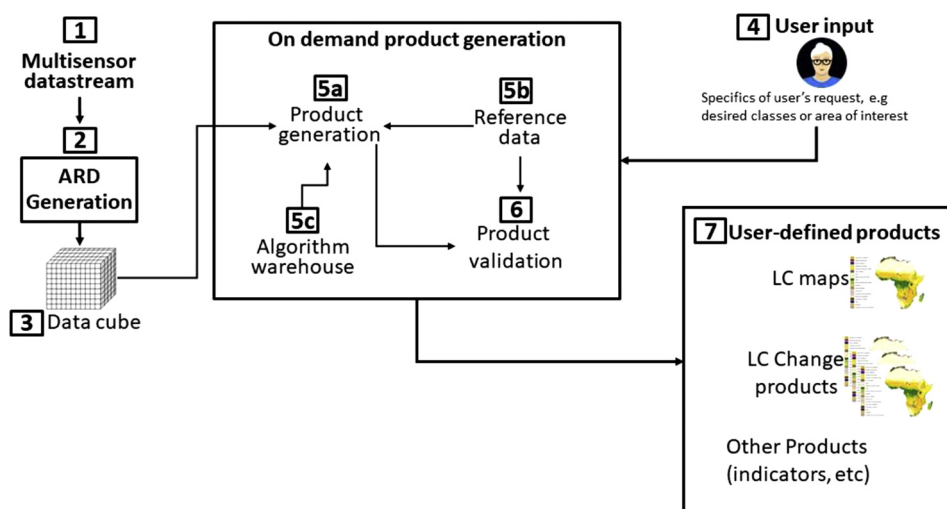 1
Multisensor
datastream
2
ARD
Generation
3 Data cube
On demand product generation
5a
Product
generation
5b
Reference
data
5c
Algorithm
warehouse
6
Product
validation
4 User input
Specifics of user's request, e.g
desired classes or area of interest
7 User-defined products
LC maps
LC Change
products
Other Products
(indicators, etc)